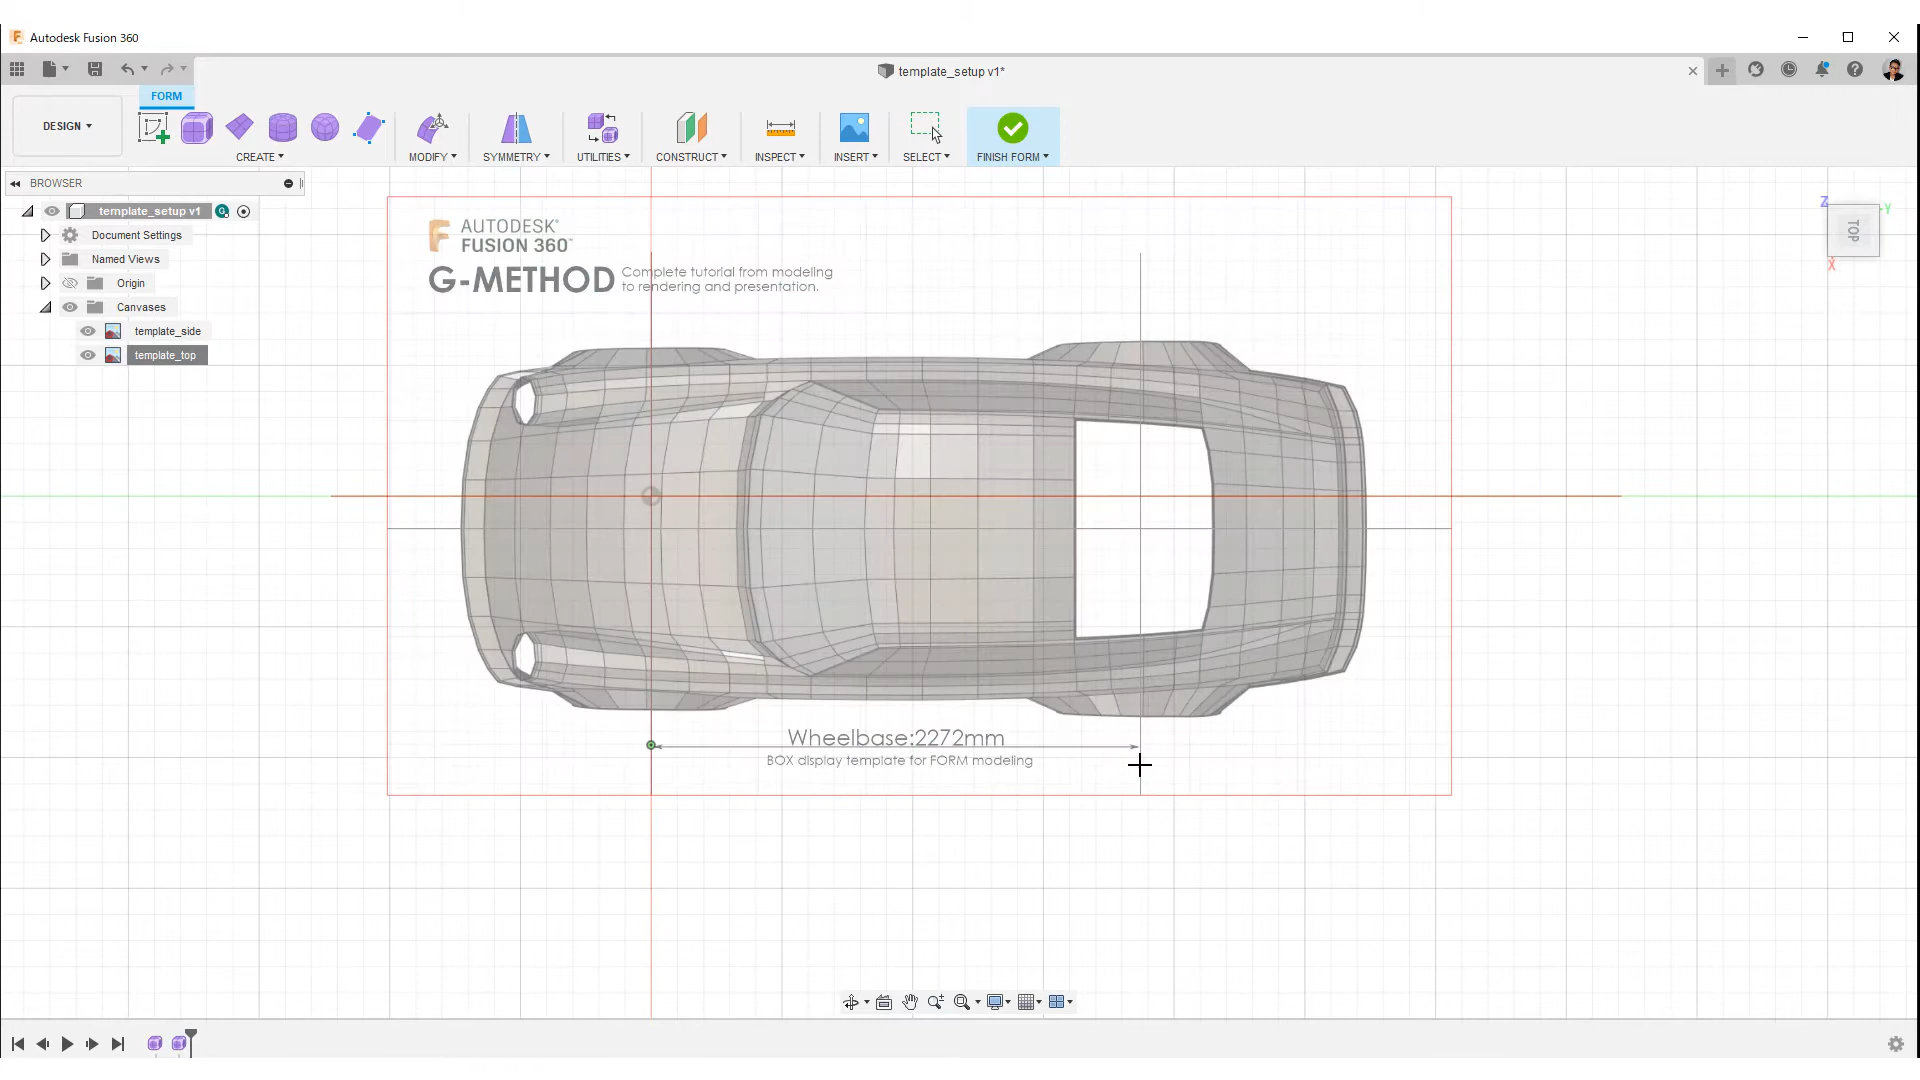 Autodesk Fusion 360
template_setup v1*
FORM
DESIGN
CREATE
MODIFY
SYMMETRY
UTILITIES
CONSTRUCT
INSPECT
INSERT
SELECT
FINISH FORM
BROWSER
template_setup v1
Document Settings
Named Views
Origin
Canvases
template_side
template_top
AUTODESK®
FUSION 360™
G-METHOD
Complete tutorial from modeling
to rendering and presentation.
Z
Y
TOP
X
Wheelbase:2272mm
BOX display template for FORM modeling